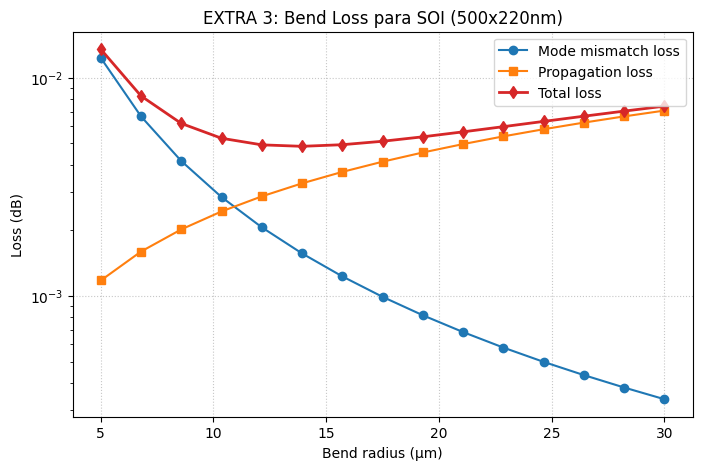 EXTRA 3: Bend Loss para SOI (500x220nm)
Mode mismatch loss
Propagation loss
Total loss
10⁻²
10⁻³
Loss (dB)
5
10
15
20
25
30
Bend radius (μm)